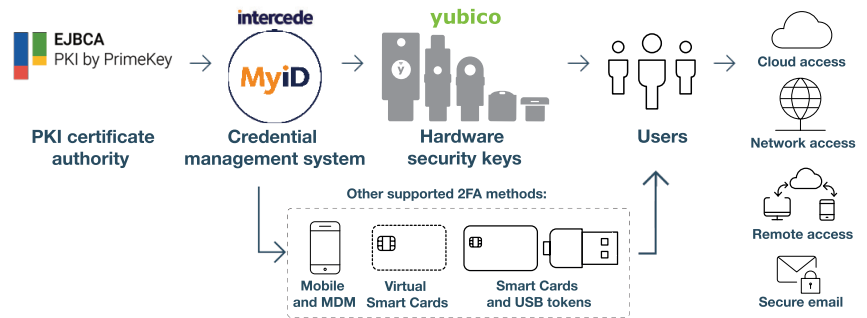 intercede
yubico
EJBCA
PKI by PrimeKey
MyiD
y
Cloud access
PKI certificate
authority
Credential
management system
Hardware
security keys
Users
Network access
Other supported 2FA methods:
Mobile
and MDM
Virtual
Smart Cards
Smart Cards
and USB tokens
Remote access
Secure email